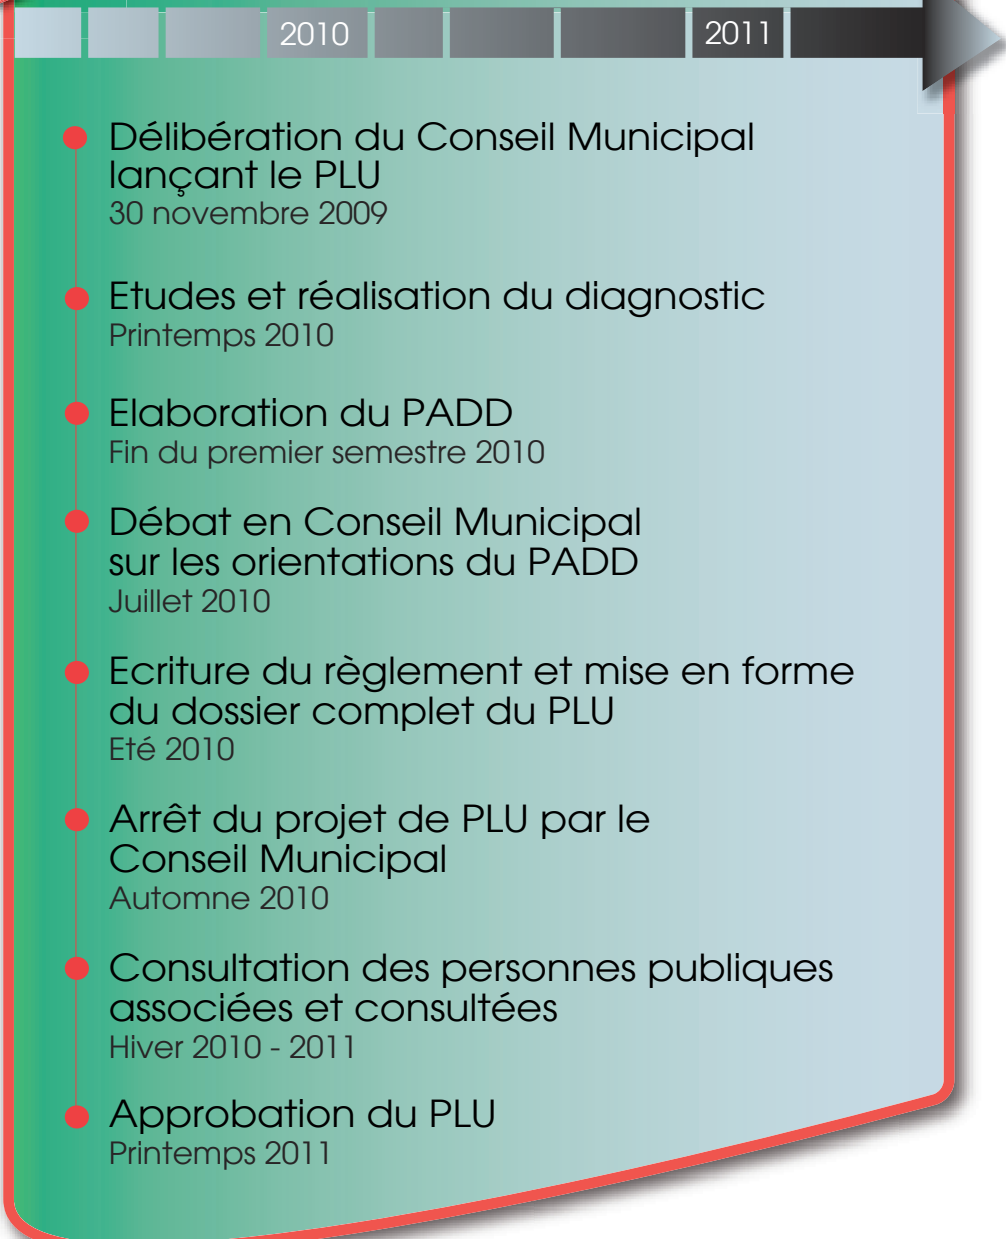 2010
2011
Délibération du Conseil Municipal
lançant le PLU
30 novembre 2009
Etudes et réalisation du diagnostic
Printemps 2010
Elaboration du PADD
Fin du premier semestre 2010
Débat en Conseil Municipal
sur les orientations du PADD
Juillet 2010
Ecriture du règlement et mise en forme
du dossier complet du PLU
Eté 2010
Arrêt du projet de PLU par le
Conseil Municipal
Automne 2010
Consultation des personnes publiques
associées et consultées
Hiver 2010 - 2011
Approbation du PLU
Printemps 2011